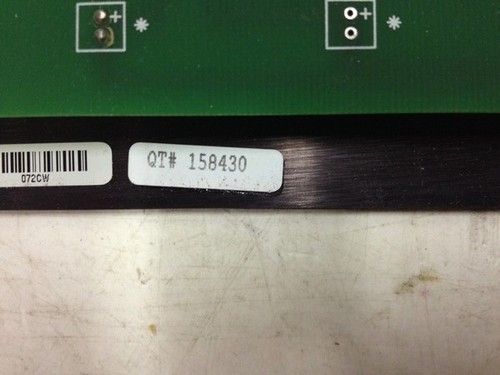 + *
+ *
QT# 158430
072CW